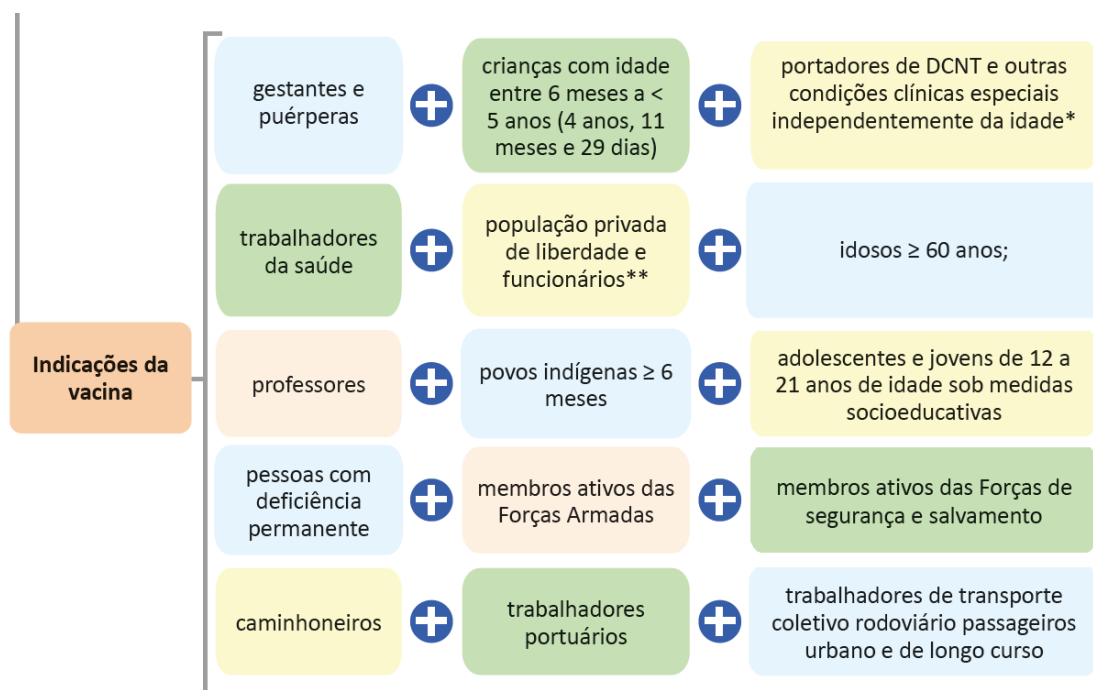 gestantes e
puérperas
crianças com idade
entre 6 meses a <
5 anos (4 anos, 11
meses e 29 dias)
portadores de DCNT e outras
condições clínicas especiais
independentemente da idade*
trabalhadores
da saúde
população privada
de liberdade e
funcionários**
idosos ≥ 60 anos;
Indicações da
vacina
professores
povos indígenas ≥ 6
meses
adolescentes e jovens de 12 a
21 anos de idade sob medidas
socioeducativas
pessoas com
deficiência
permanente
membros ativos das
Forças Armadas
membros ativos das Forças de
segurança e salvamento
caminhoneiros
trabalhadores
portuários
trabalhadores de transporte
coletivo rodoviário passageiros
urbano e de longo curso